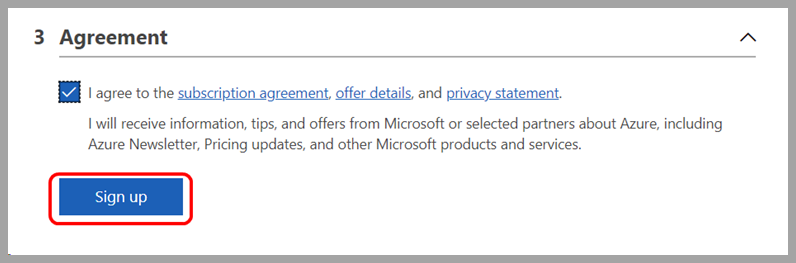 3 Agreement
I agree to the subscription agreement, offer details, and privacy statement.
I will receive information, tips, and offers from Microsoft or selected partners about Azure, including
Azure Newsletter, Pricing updates, and other Microsoft products and services.
Sign up